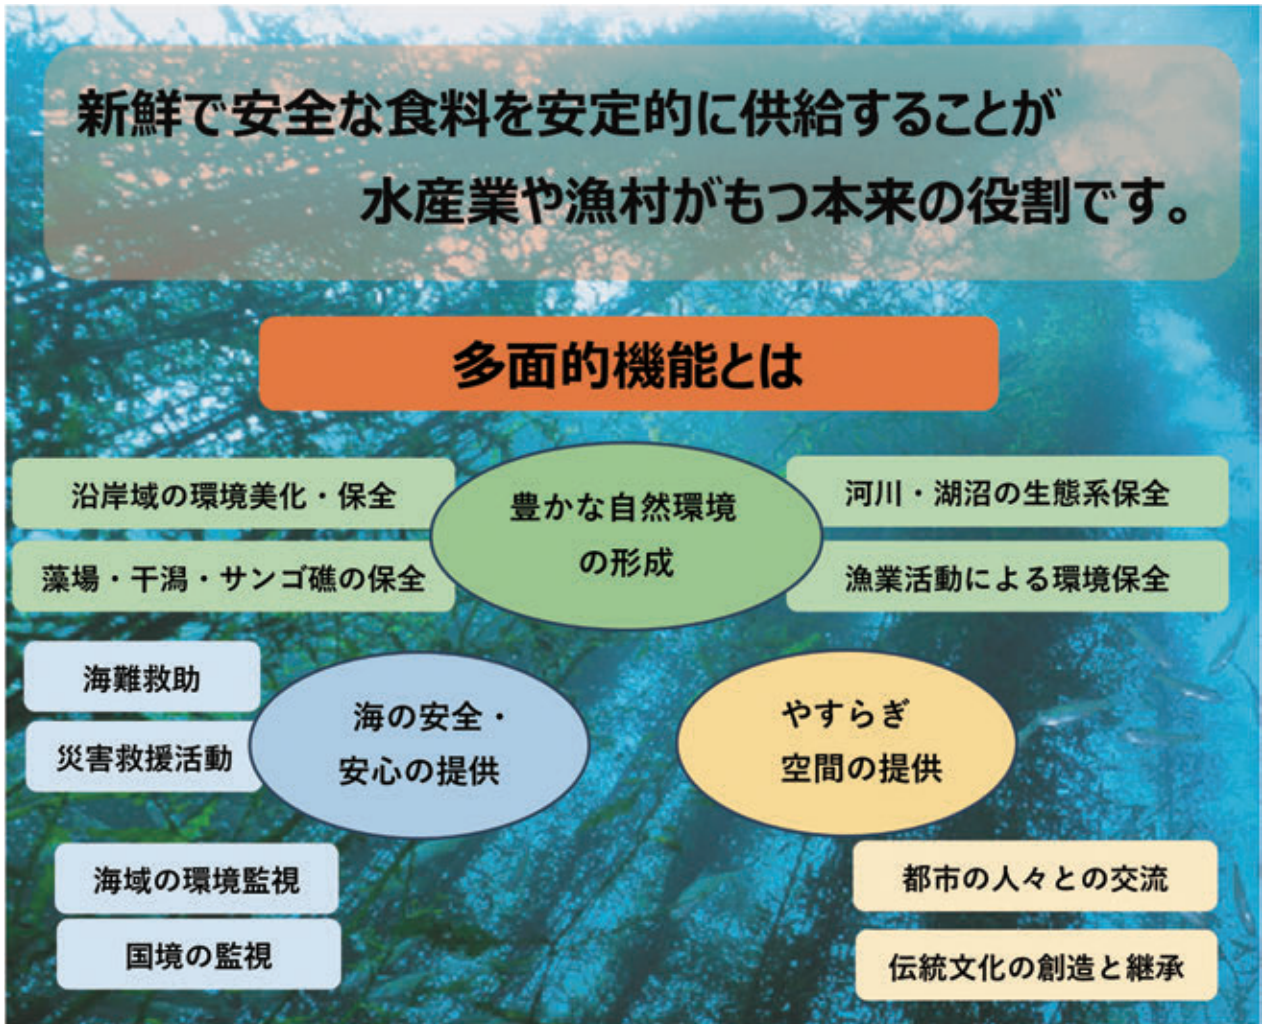 新鮮で安全な食料を安定的に供給することが
水産業や漁村がもつ本来の役割です。
多面的機能とは
豊かな自然環境
の形成
沿岸域の環境美化・保全
藻場・干潟・サンゴ礁の保全
河川・湖沼の生態系保全
漁業活動による環境保全
海の安全・
安心の提供
海難救助
災害救援活動
海域の環境監視
国境の監視
やすらぎ
空間の提供
都市の人々との交流
伝統文化の創造と継承